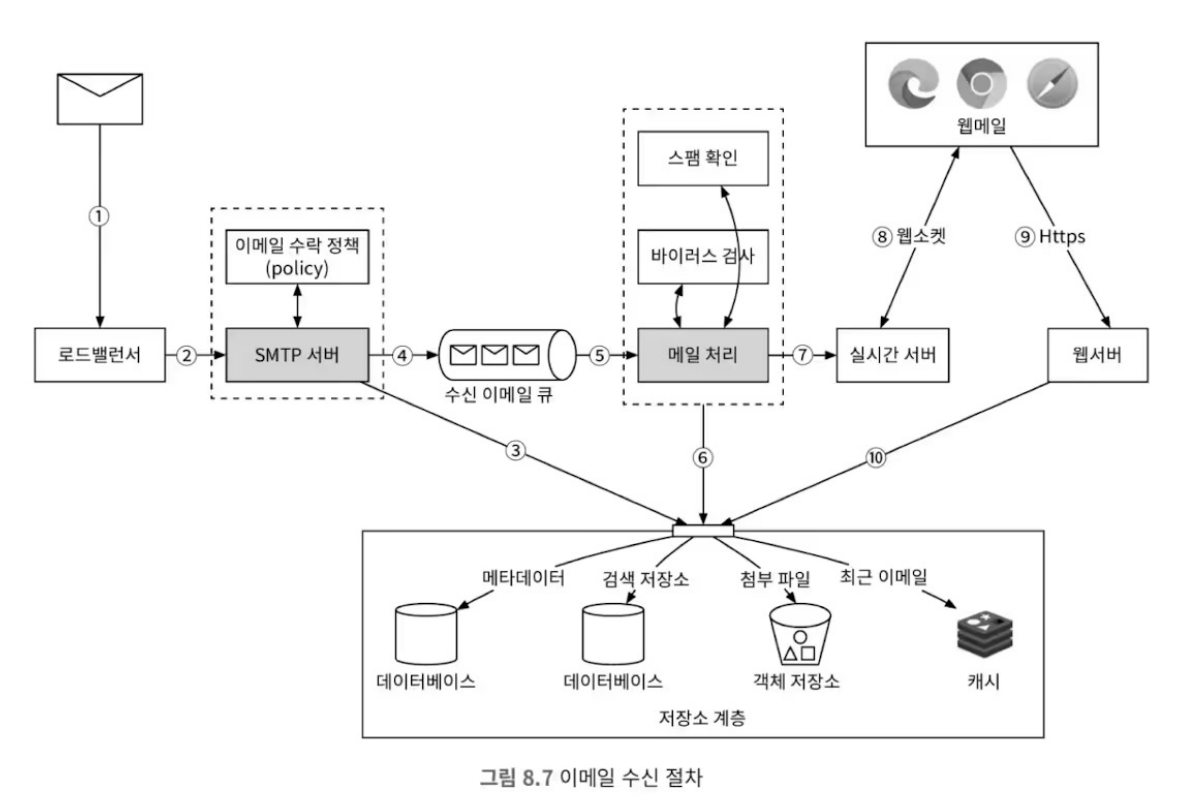 웹메일
스팸 확인
①
이메일 수락 정책
(policy)
바이러스 검사
⑧ 웹소켓
⑨ Https
로드밸런서
②
SMTP 서버
④
수신 이메일 큐
⑤
메일 처리
⑦
실시간 서버
웹서버
③
⑥
⑩
메타데이터
검색 저장소
첨부 파일
최근 이메일
데이터베이스
데이터베이스
객체 저장소
캐시
저장소 계층
그림 8.7 이메일 수신 절차